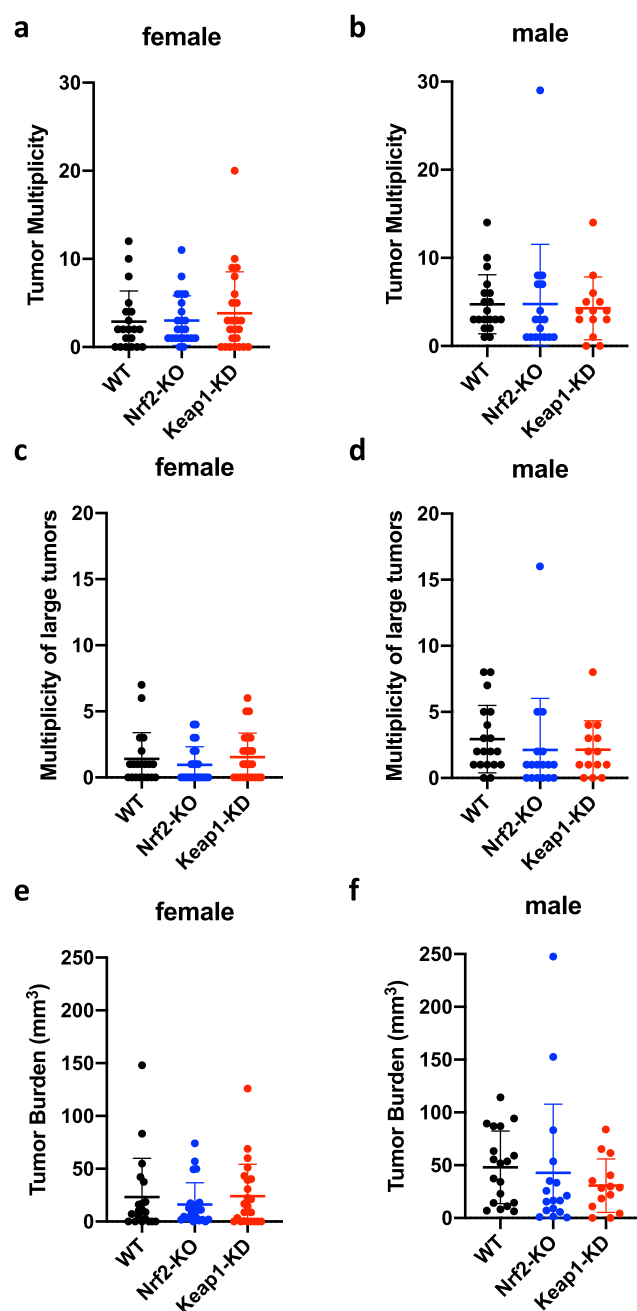 a
female
Tumor Multiplicity
30
20
10
0
WT
Nrf2-KO
Keap1-KD
b
male
Tumor Multiplicity
30
20
10
0
WT
Nrf2-KO
Keap1-KD
c
female
Multiplicity of large tumors
20
15
10
5
0
WT
Nrf2-KO
Keap1-KD
d
male
Multiplicity of large tumors
20
15
10
5
0
WT
Nrf2-KO
Keap1-KD
e
female
Tumor Burden (mm³)
250
200
150
100
50
0
WT
Nrf2-KO
Keap1-KD
f
male
Tumor Burden (mm³)
250
200
150
100
50
0
WT
Nrf2-KO
Keap1-KD